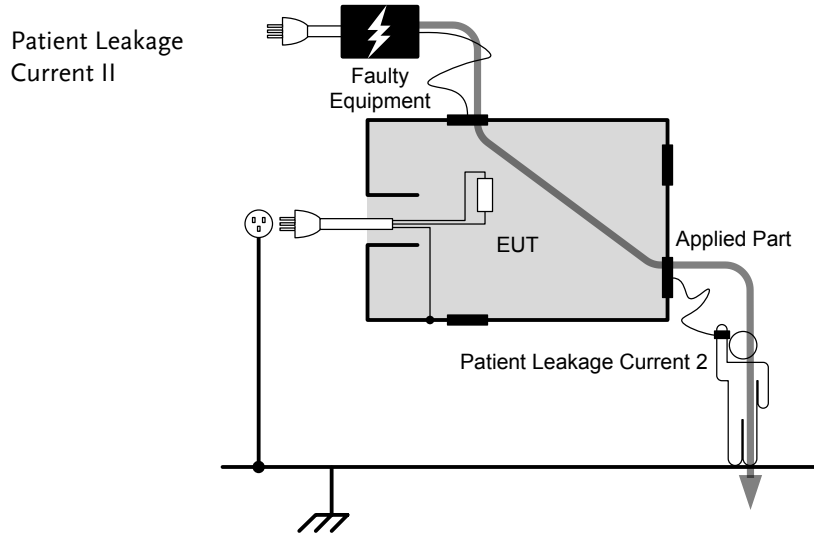 Patient Leakage
Current II
Faulty
Equipment
EUT
Applied Part
Patient Leakage Current 2